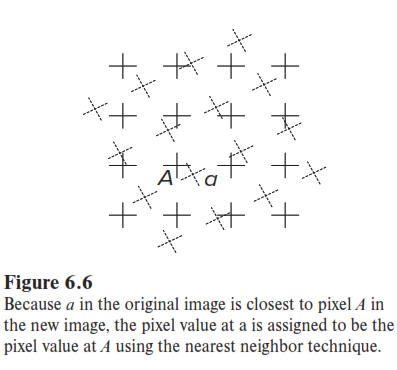 A a
Figure 6.6
Because a in the original image is closest to pixel A in
the new image, the pixel value at a is assigned to be the
pixel value at A using the nearest neighbor technique.